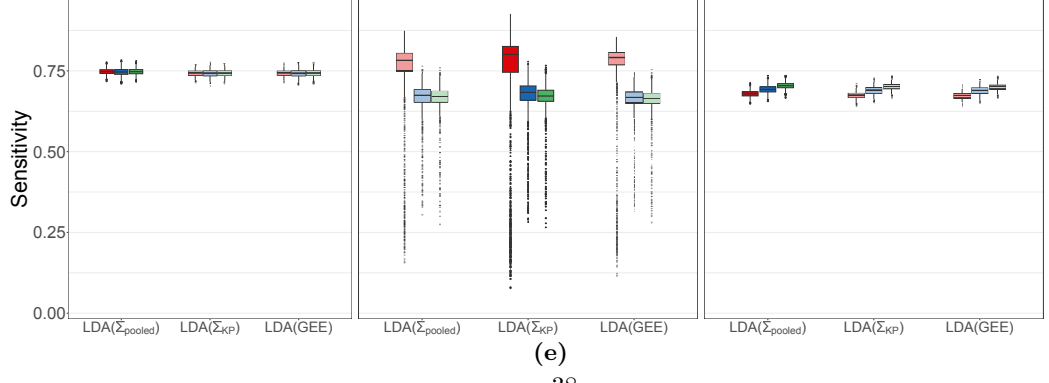 Sensitivity
0.75
0.50
0.25
0.00
LDA(Σ̂pooled) LDA(Σ̂KP) LDA(GEE) LDA(Σ̂pooled) LDA(Σ̂KP) LDA(GEE) LDA(Σ̂pooled) LDA(Σ̂KP) LDA(GEE)
(e)